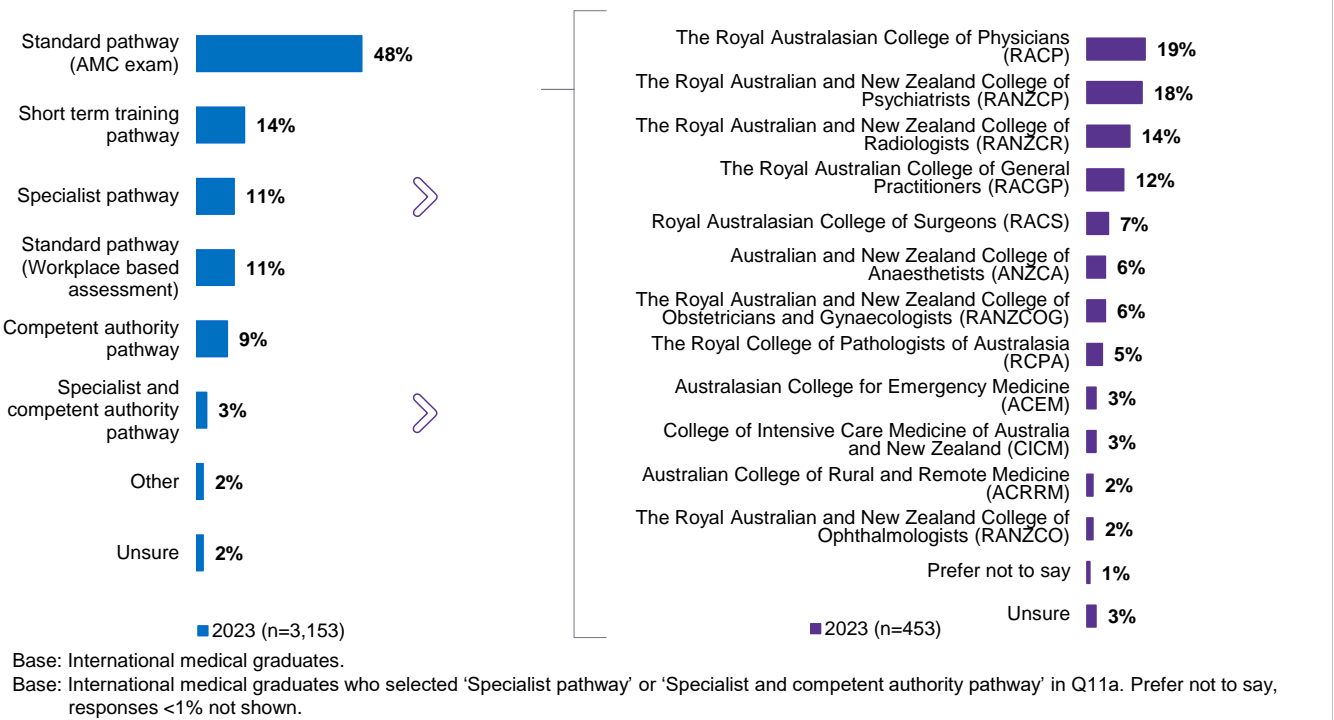 Standard pathway
(AMC exam)
48%
Short term training
pathway
14%
Specialist pathway
11%
Standard pathway
(Workplace based
assessment)
11%
Competent authority
pathway
9%
Specialist and
competent authority
pathway
3%
Other
2%
Unsure
2%
2023 (n=3,153)
The Royal Australasian College of Physicians
(RACP)
19%
The Royal Australian and New Zealand College of
Psychiatrists (RANZCP)
18%
The Royal Australian and New Zealand College of
Radiologists (RANZCR)
14%
The Royal Australian College of General
Practitioners (RACGP)
12%
Royal Australasian College of Surgeons (RACS)
7%
Australian and New Zealand College of
Anaesthetists (ANZCA)
6%
The Royal Australian and New Zealand College of
Obstetricians and Gynaecologists (RANZCOG)
6%
The Royal College of Pathologists of Australasia
(RCPA)
5%
Australasian College for Emergency Medicine
(ACEM)
3%
College of Intensive Care Medicine of Australia
and New Zealand (CICM)
3%
Australian College of Rural and Remote Medicine
(ACRRM)
2%
The Royal Australian and New Zealand College of
Ophthalmologists (RANZCO)
2%
Prefer not to say
1%
Unsure
3%
2023 (n=453)
Base: International medical graduates.
Base: International medical graduates who selected ‘Specialist pathway’ or ‘Specialist and competent authority pathway’ in Q11a. Prefer not to say,
responses <1% not shown.